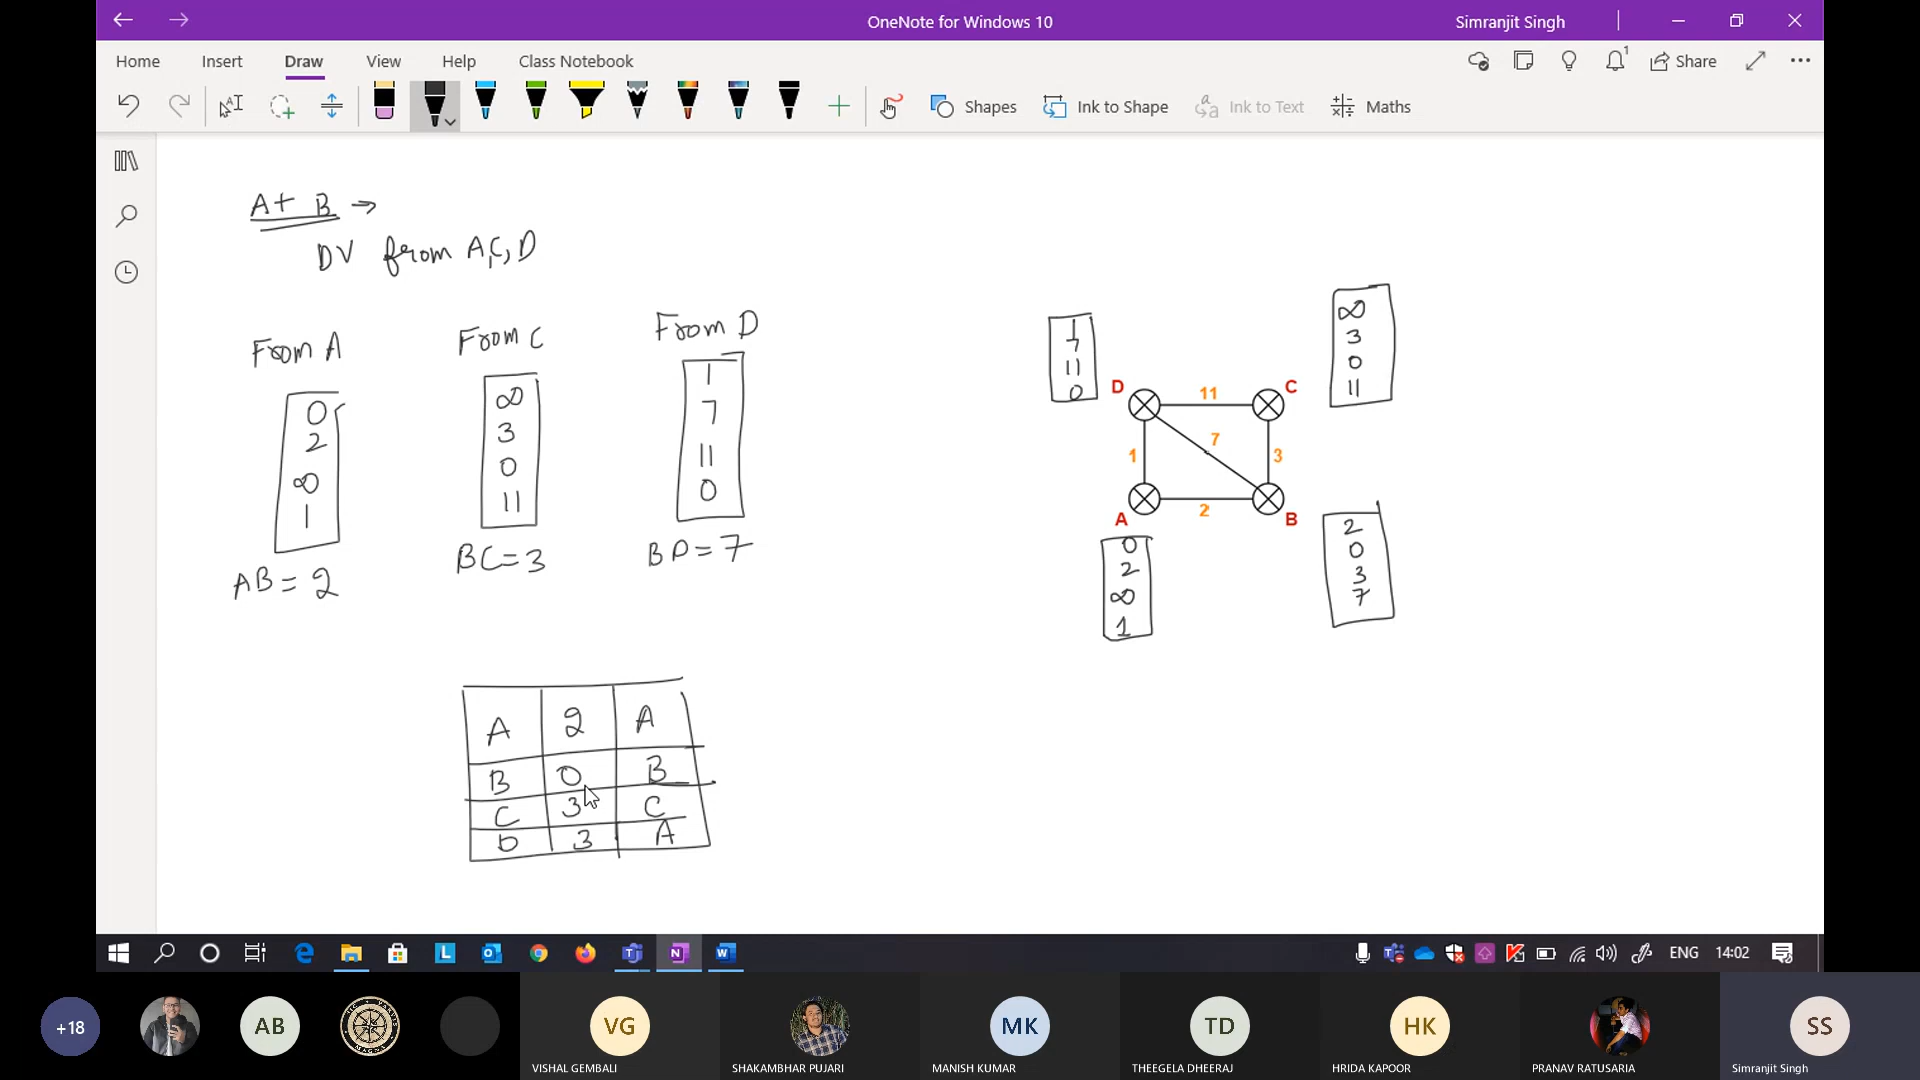 OneNote for Windows 10
Simranjit Singh
Home Insert Draw View Help Class Notebook
1
Share
Shapes
Ink to Shape
Ink to Text
Maths
At B →
DV from A, C, D
From A
0
2
∞
1
AB = 2
From C
∞
3
0
11
BC = 3
From D
1
7
11
0
BD = 7
A 2 A
B 0 B
C 3 C
D 3 A
1
7
11
0
∞
3
0
11
D 11 C
7
1 3
A 2 B
0
2
∞
1
2
0
3
7
ENG 14:02
+18
AB
VG
MK
TD
HK
SS
VISHAL GEMBALI
SHAKAMBHAR PUJARI
MANISH KUMAR
THEEGELA DHEERAJ
HRIDA KAPOOR
PRANAV RATUSARIA
Simranjit Singh